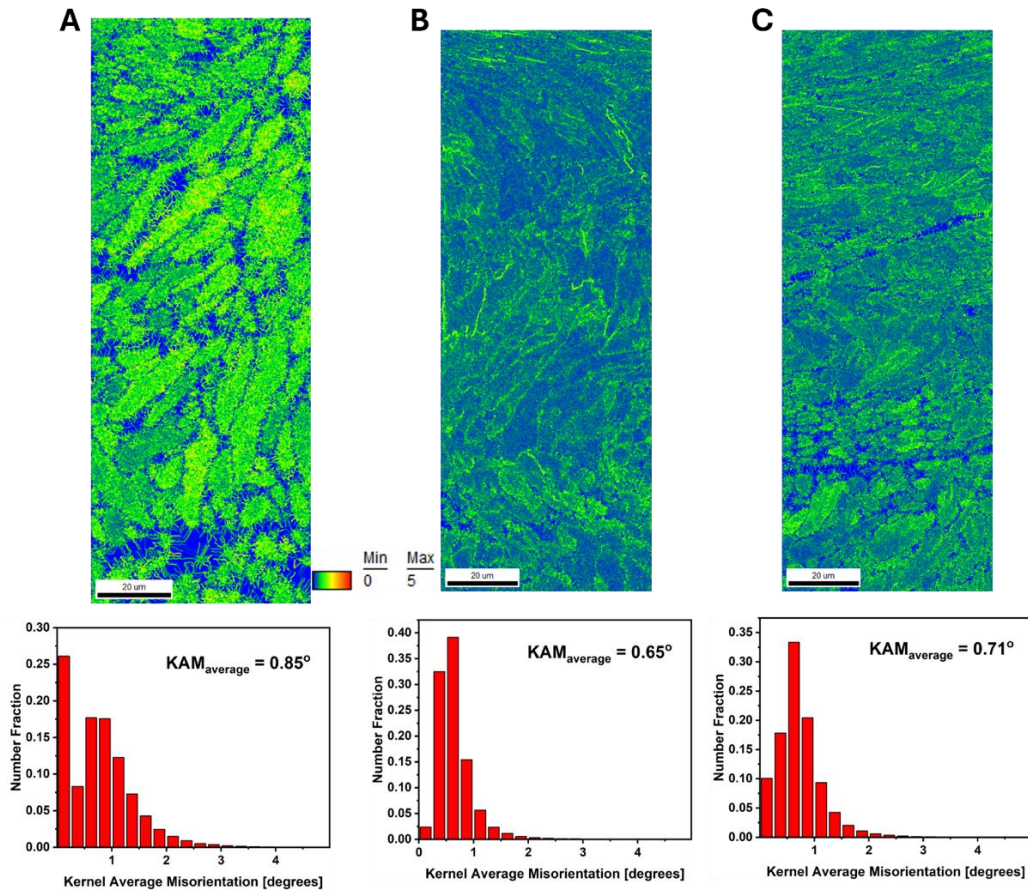 A
B
C
20 um
Min Max
0 5
20 um
20 um
0.30
0.25
0.20
0.15
0.10
0.05
0.00
Number Fraction
KAMaverage = 0.85o
1 2 3 4
Kernel Average Misorientation [degrees]
0.40
0.35
0.30
0.25
0.20
0.15
0.10
0.05
0.00
Number Fraction
KAMaverage = 0.65o
0 1 2 3 4
Kernel Average Misorientation [degrees]
0.35
0.30
0.25
0.20
0.15
0.10
0.05
0.00
Number Fraction
KAMaverage = 0.71o
1 2 3 4
Kernel Average Misorientation [degrees]